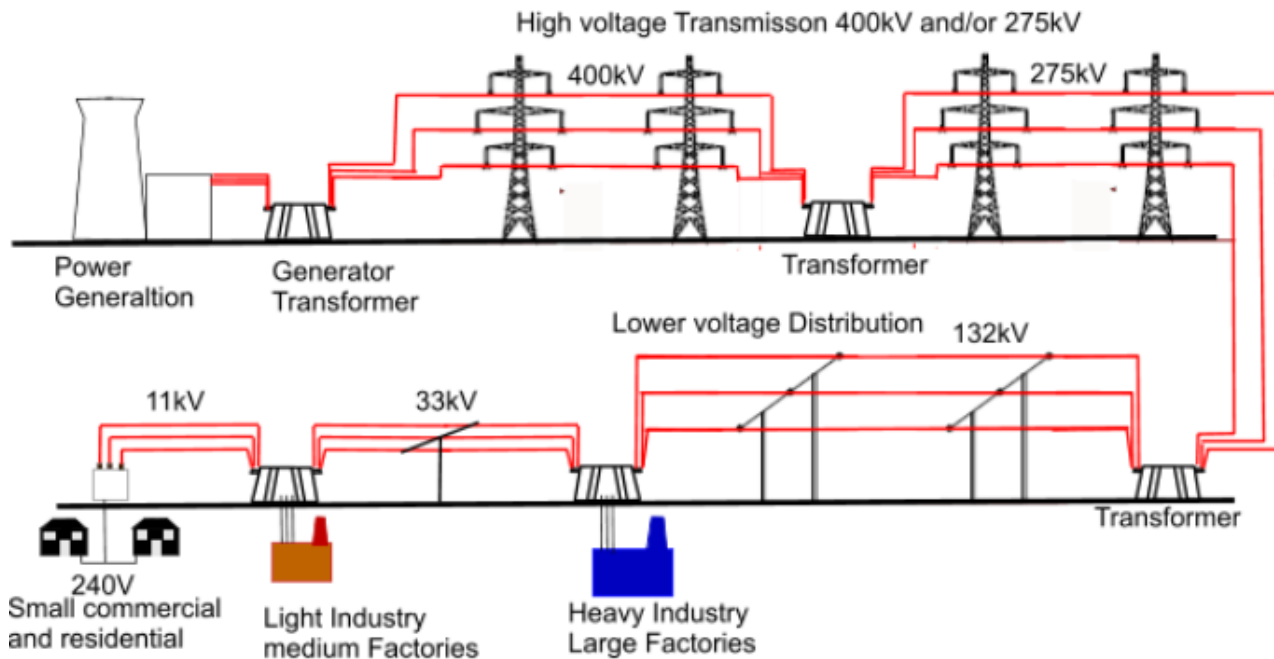 High voltage Transmisson 400kV and/or 275kV
400kV
275kV
Power
Generaltion
Generator
Transformer
Transformer
Lower voltage Distribution
132kV
11kV
33kV
Transformer
240V
Small commercial
and residential
Light Industry
medium Factories
Heavy Industry
Large Factories